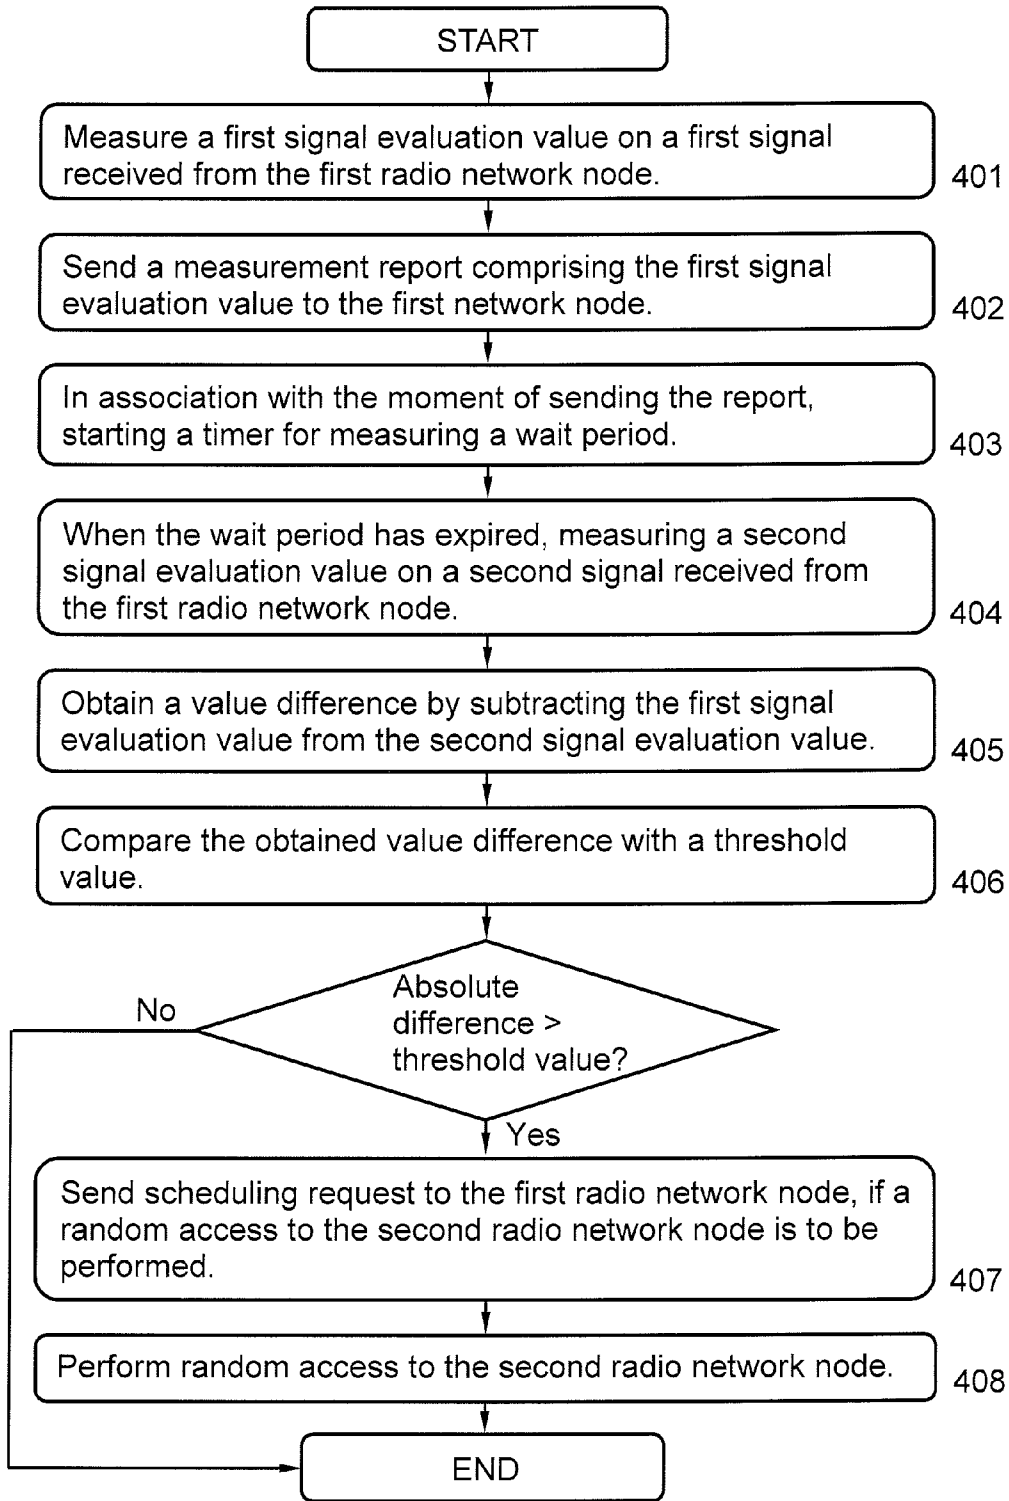 START
Measure a first signal evaluation value on a first signal
received from the first radio network node.
401
Send a measurement report comprising the first signal
evaluation value to the first network node.
402
In association with the moment of sending the report,
starting a timer for measuring a wait period.
403
When the wait period has expired, measuring a second
signal evaluation value on a second signal received from
the first radio network node.
404
Obtain a value difference by subtracting the first signal
evaluation value from the second signal evaluation value.
405
Compare the obtained value difference with a threshold
value.
406
Absolute
difference >
threshold value?
No
Yes
Send scheduling request to the first radio network node, if a
random access to the second radio network node is to be
performed.
407
Perform random access to the second radio network node.
408
END